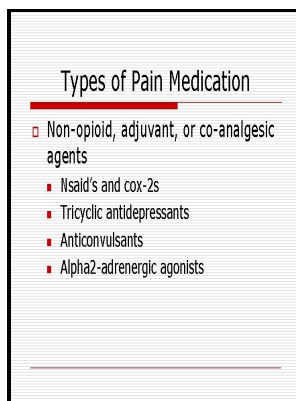 Types of Pain Medication
Non-opioid, adjuvant, or co-analgesic
agents
Nsaid's and cox-2s
Tricyclic antidepressants
Anticonvulsants
Alpha2-adrenergic agonists